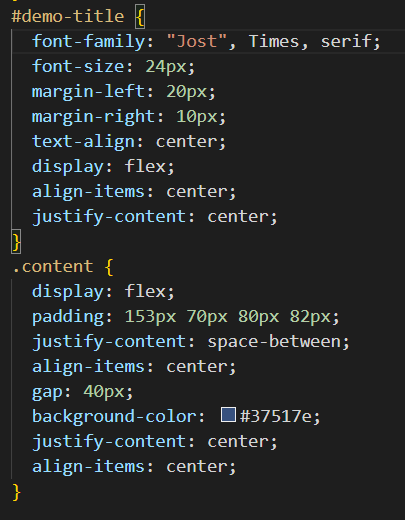 #demo-title {
  font-family: "Jost", Times, serif;
  font-size: 24px;
  margin-left: 20px;
  margin-right: 10px;
  text-align: center;
  display: flex;
  align-items: center;
  justify-content: center;
}
.content {
  display: flex;
  padding: 153px 70px 80px 82px;
  justify-content: space-between;
  align-items: center;
  gap: 40px;
  background-color: #37517e;
  justify-content: center;
  align-items: center;
}